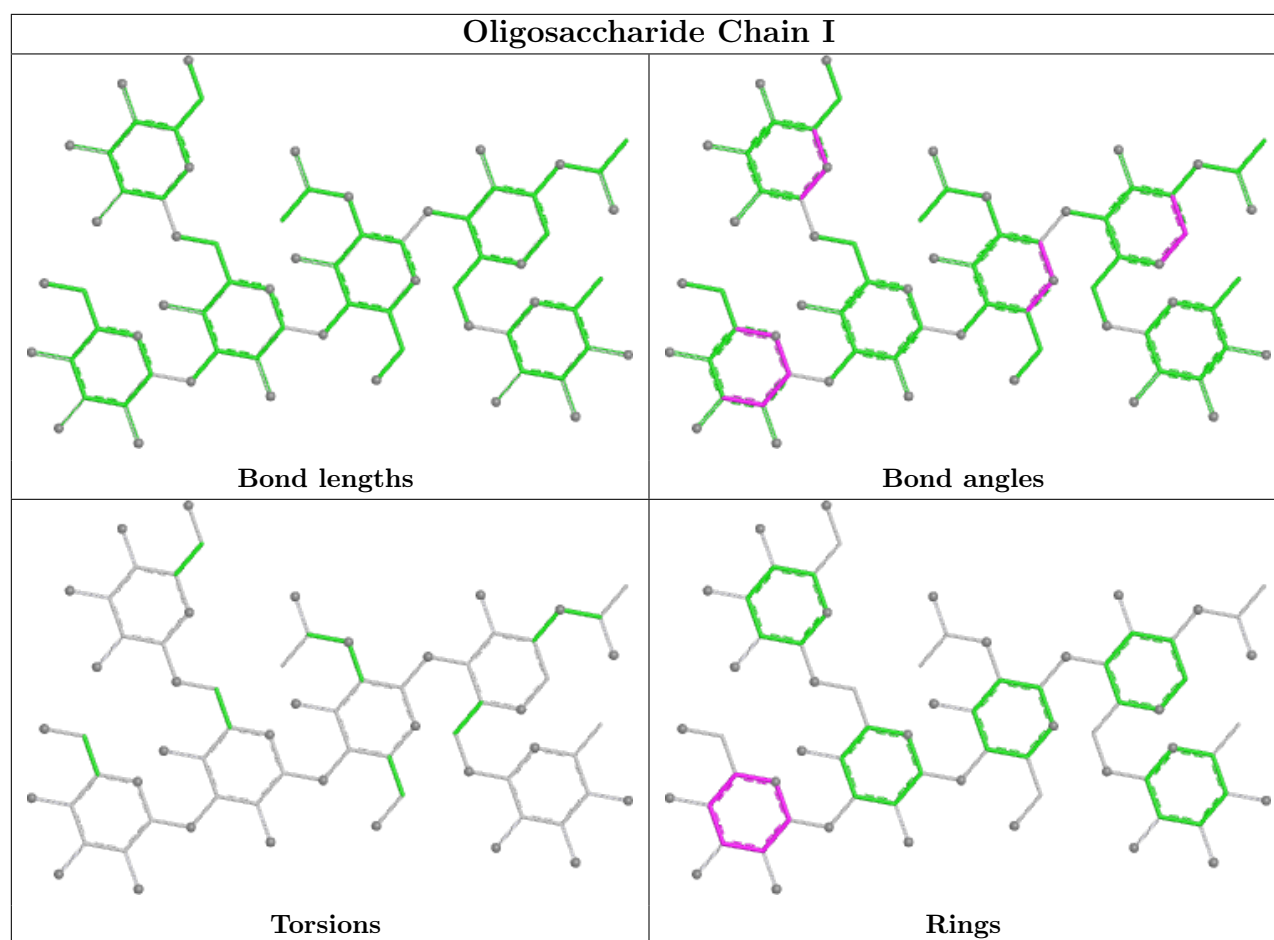 Oligosaccharide Chain I
Bond lengths
Bond angles
Torsions
Rings